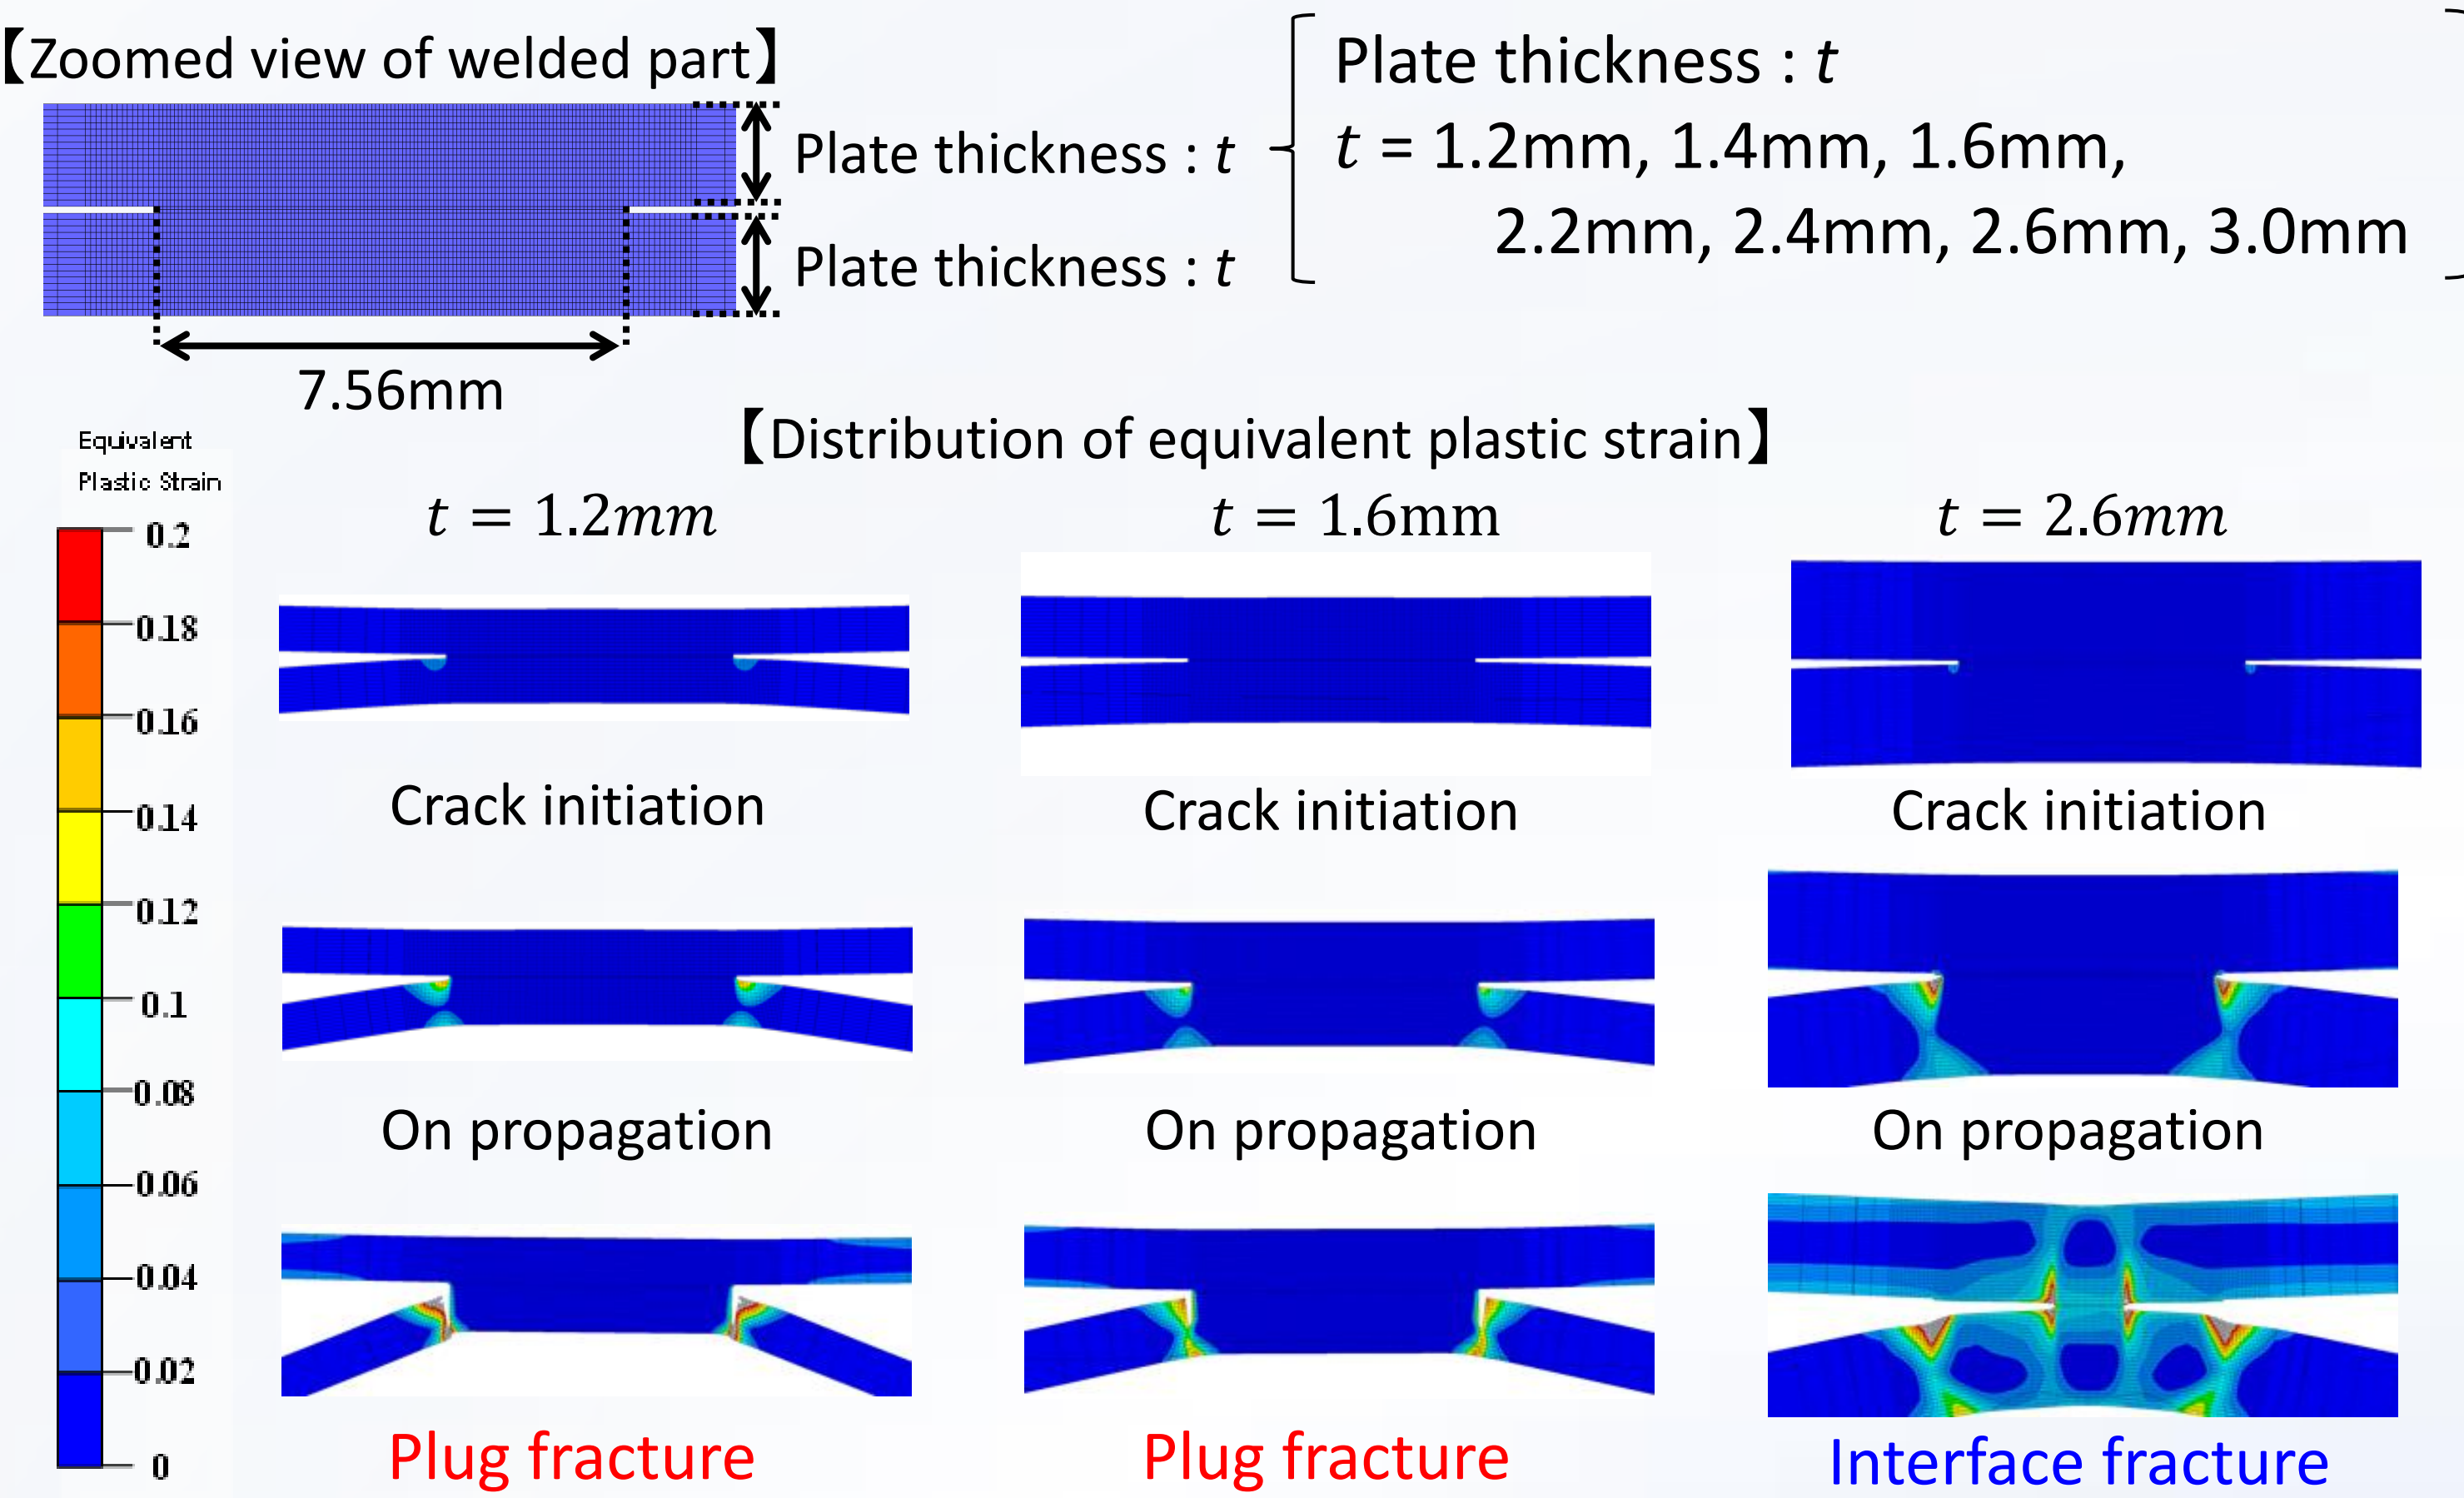 【Zoomed view of welded part】
Plate thickness : t
Plate thickness : t
7.56mm
Plate thickness : t
t = 1.2mm, 1.4mm, 1.6mm,
2.2mm, 2.4mm, 2.6mm, 3.0mm
【Distribution of equivalent plastic strain】
Equivalent
Plastic Strain
0.2
0.18
0.16
0.14
0.12
0.1
0.08
0.06
0.04
0.02
0
t = 1.2mm
t = 1.6mm
t = 2.6mm
Crack initiation
Crack initiation
Crack initiation
On propagation
On propagation
On propagation
Plug fracture
Plug fracture
Interface fracture